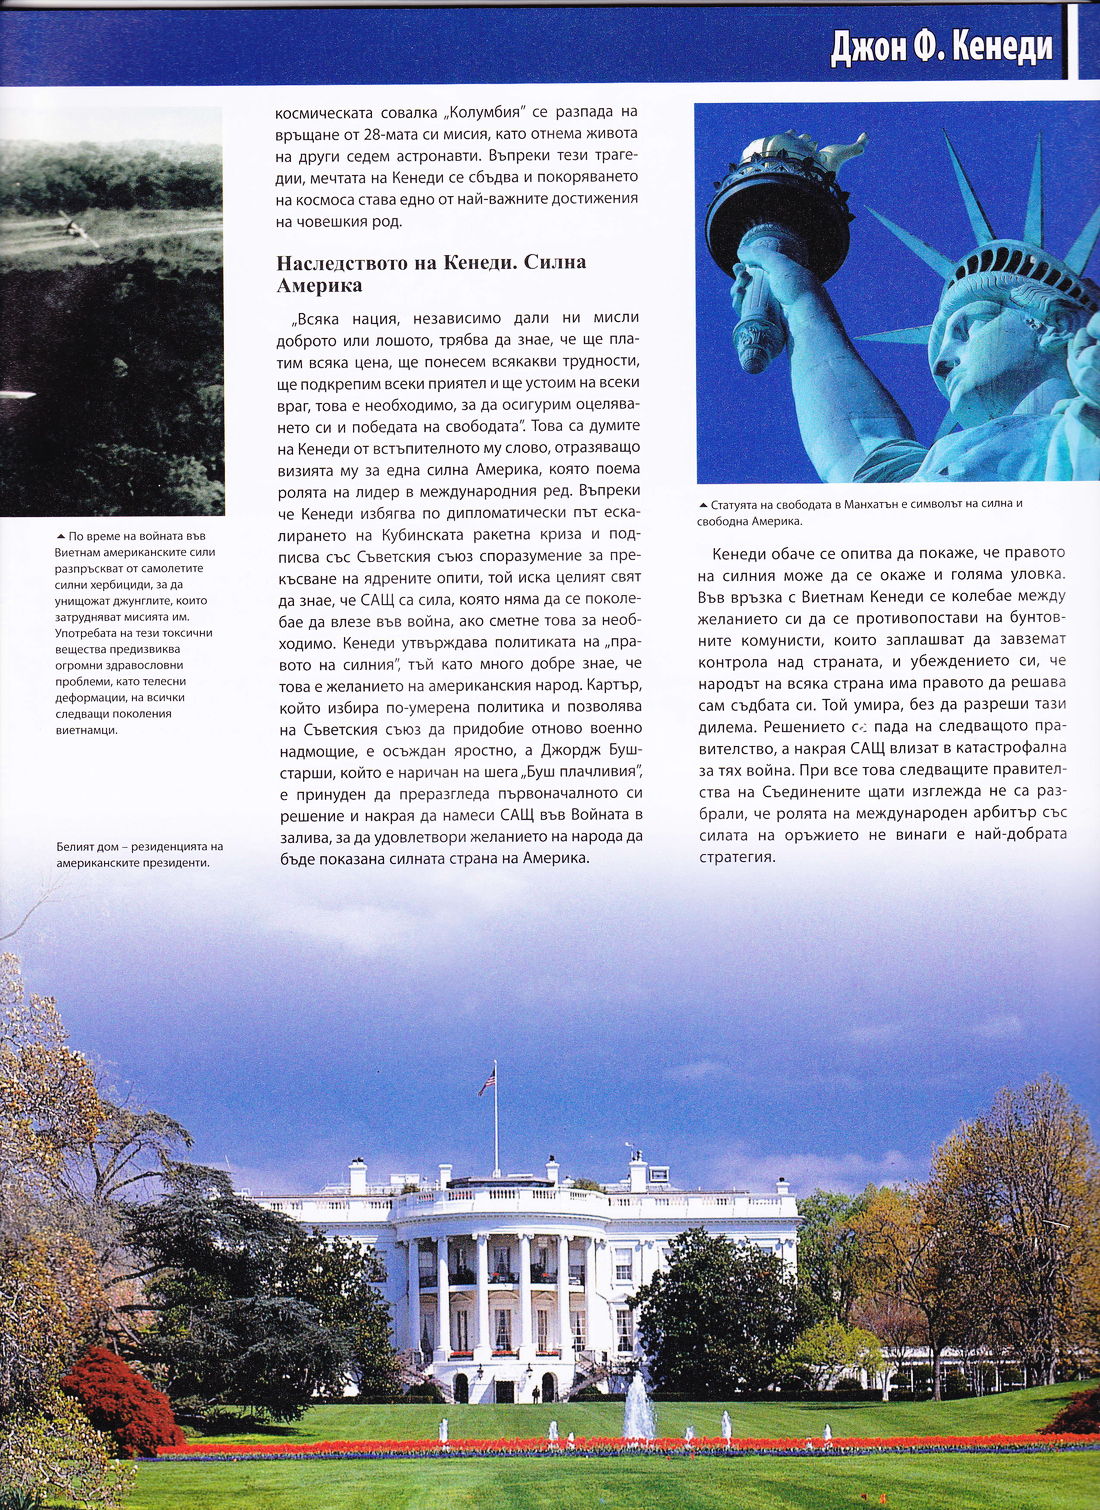 Джон Ф. Кенеди
космическата совалка „Колумбия“ се разпада на
връщане от 28-мата си мисия, като отнема живота
на други седем астронавти. Въпреки тези траге-
дии, мечтата на Кенеди се сбъдва и покоряването
на космоса става едно от най-важните достижения
на човешкия род.
Наследството на Кенеди. Силна
Америка
„Всяка нация, независимо дали ни мисли
доброто или лошото, трябва да знае, че ще пла-
тим всяка цена, ще понесем всякакви трудности,
ще подкрепим всеки приятел и ще устоим на всеки
враг, това е необходимо, за да осигурим оцелява-
нето си и победата на свободата“. Това са думите
на Кенеди от встъпителното му слово, отразяващо
визията му за една силна Америка, която поема
ролята на лидер в международния ред. Въпреки
че Кенеди избягва по дипломатически път еска-
лирането на Кубинската ракетна криза и под-
писва със Съветския съюз споразумение за пре-
късване на ядрените опити, той иска целият свят
да знае, че САЩ са сила, която няма да се поколе-
бае да влезе във война, ако сметне това за необ-
ходимо. Кенеди утвърждава политиката на „пра-
вото на силния“, тъй като много добре знае, че
това е желанието на американския народ. Картър,
който избира по-умерена политика и позволява
на Съветския съюз да придобие отново военно
надмощие, е осъждан яростно, а Джордж Буш-
старши, който е наричан на шега „Буш плачливия“,
е принуден да преразгледа първоначалното си
решение и накрая да намеси САЩ във Войната в
залива, за да удовлетвори желанието на народа да
бъде показана силната страна на Америка.
Статуята на свободата в Манхатън е символът на силна и
свободна Америка.
Кенеди обаче се опитва да покаже, че правото
на силния може да се окаже и голяма уловка.
Във връзка с Виетнам Кенеди се колебае между
желанието си да се противопостави на бунтов-
ните комунисти, които заплашват да завземат
контрола над страната, и убеждението си, че
народът на всяка страна има правото да решава
сам съдбата си. Той умира, без да разреши тази
дилема. Решението се пада на следващото пра-
вителство, а накрая САЩ влизат в катастрофална
за тях война. При все това следващите правител-
ства на Съединените щати изглежда не са раз-
брали, че ролята на международен арбитър със
силата на оръжието не винаги е най-добрата
стратегия.
По време на войната във
Виетнам американските сили
разпръскват от самолетите
силни хербициди, за да
унищожат джунглите, които
затрудняват мисията им.
Употребата на тези токсични
вещества предизвиква
огромни здравословни
проблеми, като телесни
деформации, на всички
следващи поколения
виетнамци.
Белият дом – резиденцията на
американските президенти.